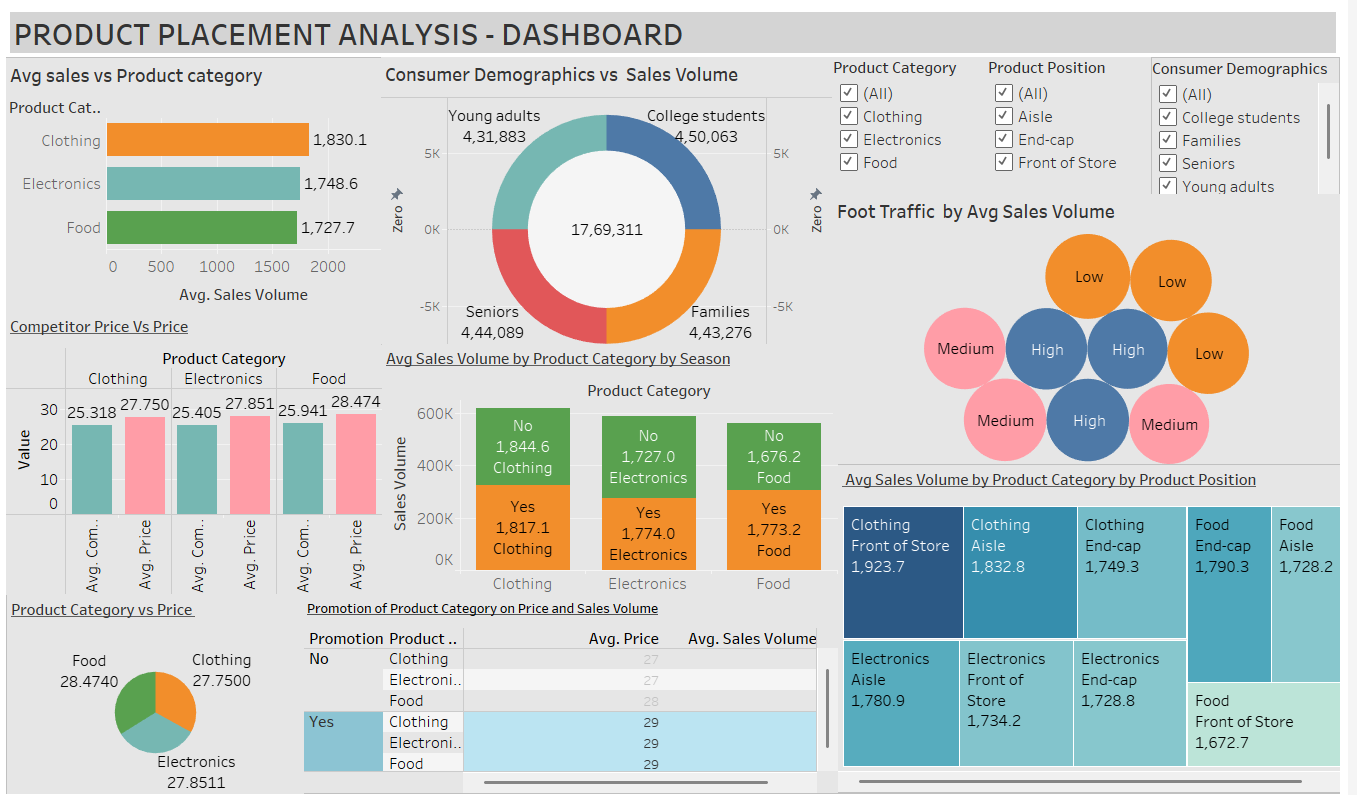 PRODUCT PLACEMENT ANALYSIS - DASHBOARD
Avg sales vs Product category
Product Cat..
Clothing
1,830.1
Electronics
1,748.6
Food
1,727.7
0 500 1000 1500 2000
Avg. Sales Volume
Consumer Demographics vs Sales Volume
Young adults
4,31,883
College students
4,50,063
5K
5K
Zero
0K
17,69,311
0K
Zero
-5K
-5K
Seniors
4,44,089
Families
4,43,276
Product Category
(All)
Clothing
Electronics
Food
Product Position
(All)
Aisle
End-cap
Front of Store
Consumer Demographics
(All)
College students
Families
Seniors
Young adults
Foot Traffic by Avg Sales Volume
Low
Low
Medium
High
High
Low
Medium
High
Medium
Competitor Price Vs Price
Product Category
Clothing Electronics Food
25.318 27.750 25.405 27.851 25.941 28.474
30
20
10
0
Value
Avg. Com..
Avg. Price
Avg. Com..
Avg. Price
Avg. Com..
Avg. Price
Avg Sales Volume by Product Category by Season
Product Category
600K
400K
200K
0K
Sales Volume
No
1,844.6
Clothing
Yes
1,817.1
Clothing
No
1,727.0
Electronics
Yes
1,774.0
Electronics
No
1,676.2
Food
Yes
1,773.2
Food
Clothing Electronics Food
Avg Sales Volume by Product Category by Product Position
Clothing
Front of Store
1,923.7
Clothing
Aisle
1,832.8
Clothing
End-cap
1,749.3
Food
End-cap
1,790.3
Food
Aisle
1,728.2
Electronics
Aisle
1,780.9
Electronics
Front of
Store
1,734.2
Electronics
End-cap
1,728.8
Food
Front of Store
1,672.7
Product Category vs Price
Food
28.4740
Clothing
27.7500
Electronics
27.8511
Promotion of Product Category on Price and Sales Volume
Promotion Product .. Avg. Price Avg. Sales Volume
No Clothing 27
Electroni.. 27
Food 28
Yes Clothing 29
Electroni.. 29
Food 29